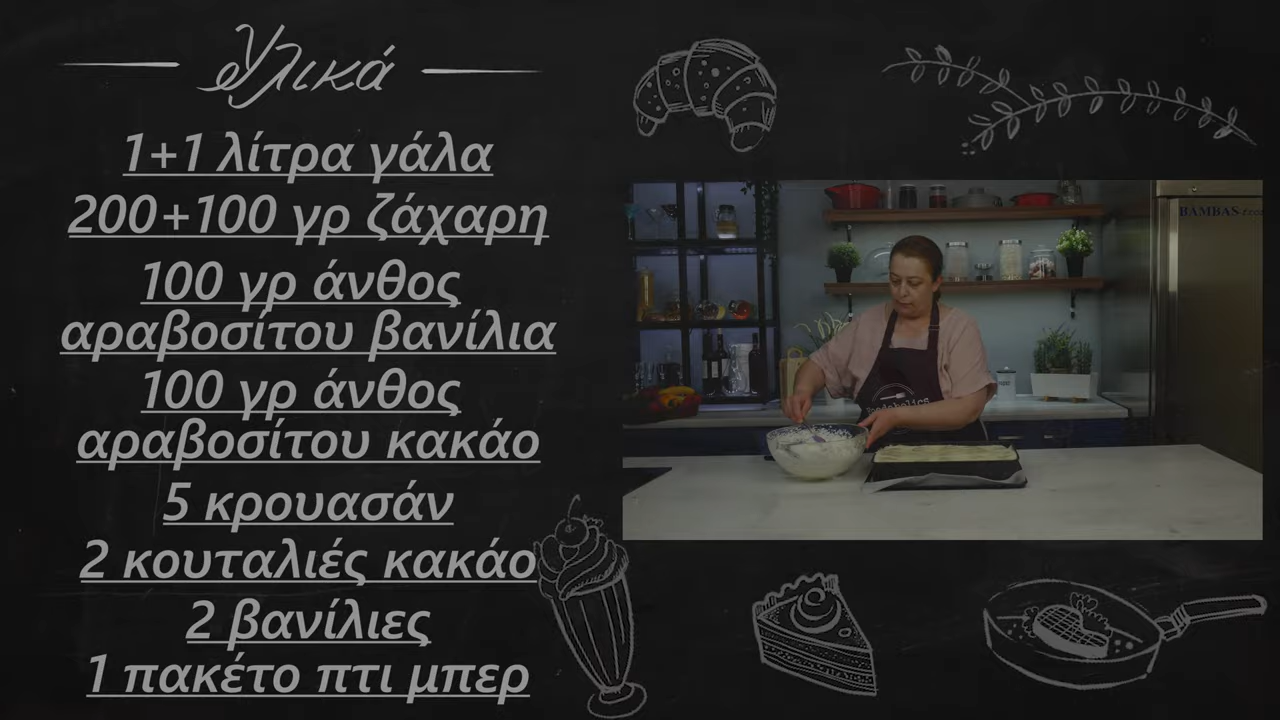 Υλικά
1+1 λίτρα γάλα
200+100 γρ ζάχαρη
100 γρ άνθος
αραβοσίτου βανίλια
100 γρ άνθος
αραβοσίτου κακάο
5 κρουασάν
2 κουταλιές κακάο
2 βανίλιες
1 πακέτο πτι μπερ
BAMBAS